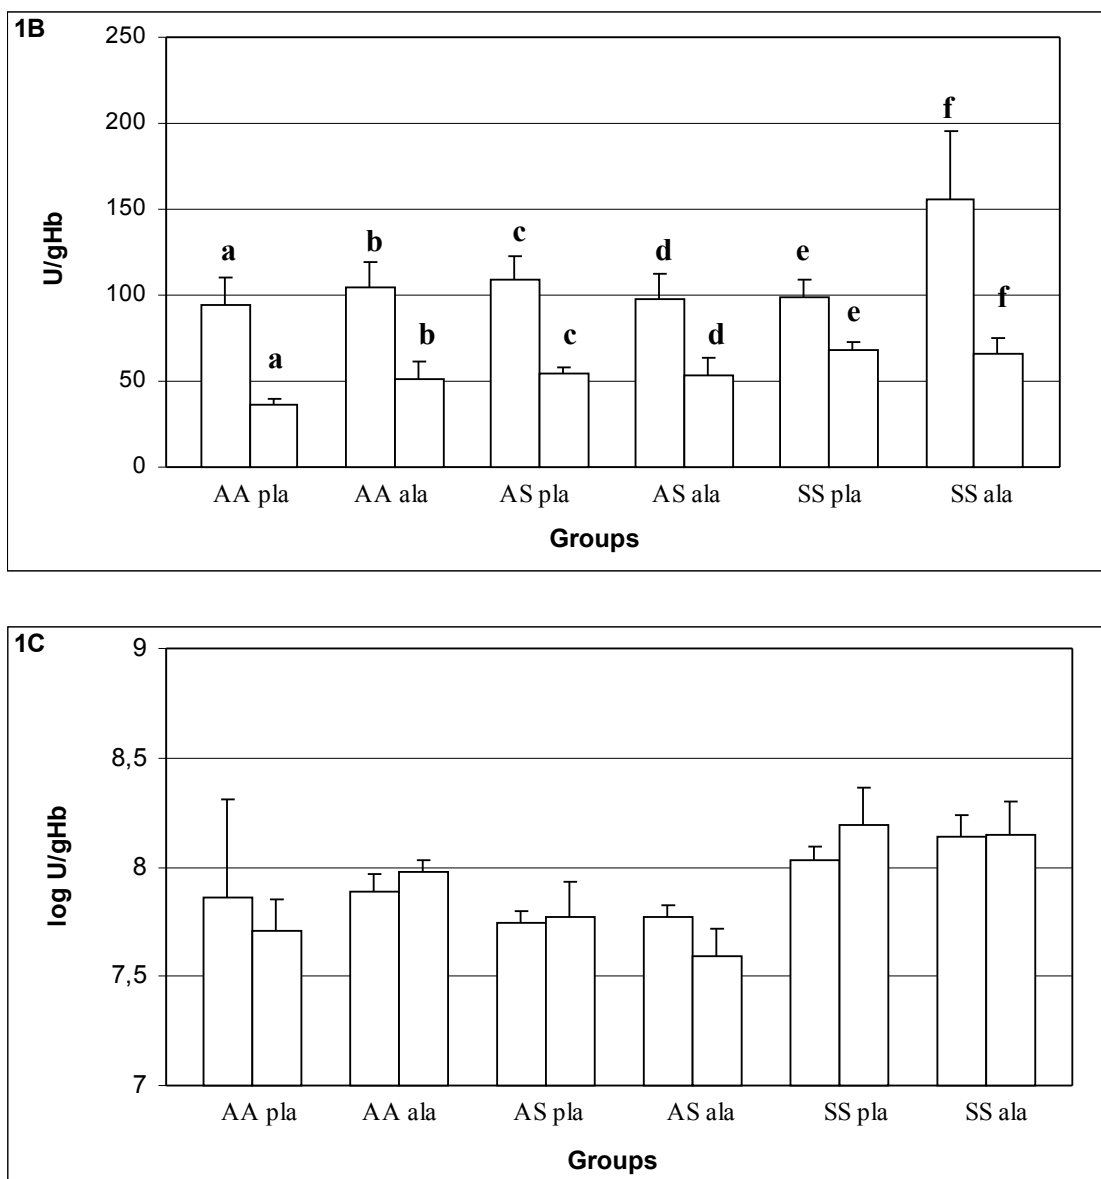 1B
250
200
150
100
50
0
U/gHb
a
a
b
b
c
c
d
d
e
e
f
f
AA pla AA ala AS pla AS ala SS pla SS ala
Groups
1C
9
8,5
8
7,5
7
log U/gHb
AA pla AA ala AS pla AS ala SS pla SS ala
Groups